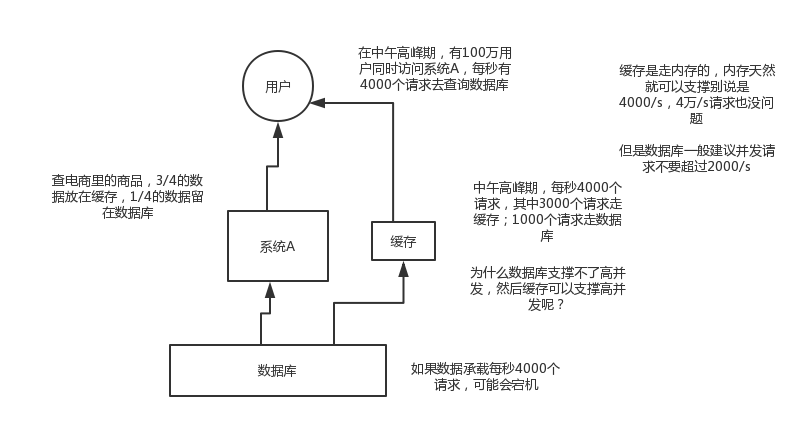 在中午高峰期，有100万用
户同时访问系统A，每秒有
4000个请求去查询数据库
用户
缓存是走内存的，内存天然
就可以支撑别说是
4000/s，4万/s请求也没问
题
但是数据库一般建议并发请
求不要超过2000/s
查电商里的商品，3/4的数
据放在缓存，1/4的数据留
在数据库
中午高峰期，每秒4000个
请求，其中3000个请求走
缓存；1000个请求走数据
库
系统A
缓存
为什么数据库支撑不了高并
发，然后缓存可以支撑高并
发呢？
数据库
如果数据承载每秒4000个
请求，可能会宕机